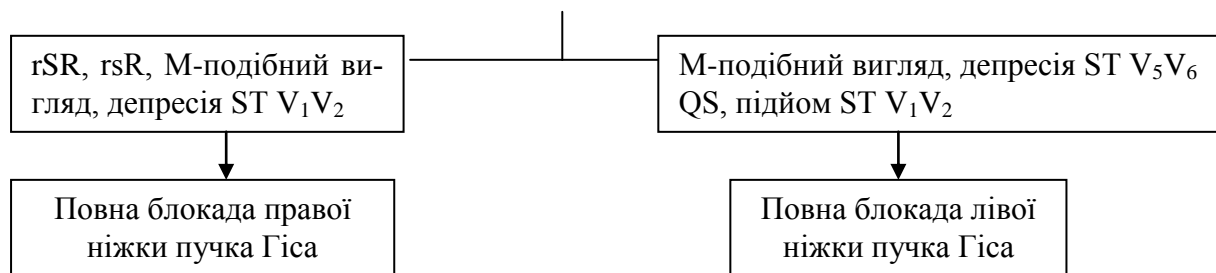 rSR, rsR, М-подібний ви-
гляд, депресія ST V₁V₂
М-подібний вигляд, депресія ST V₅V₆
QS, підйом ST V₁V₂
Повна блокада правої
ніжки пучка Гіса
Повна блокада лівої
ніжки пучка Гіса